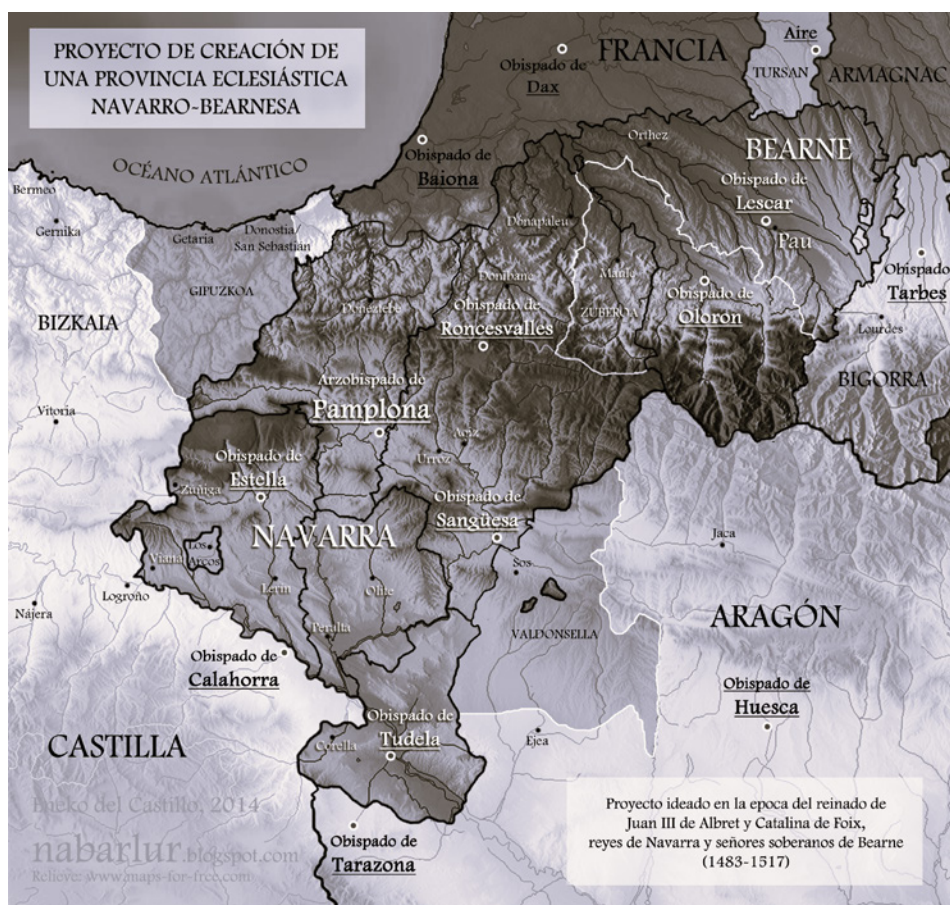 PROYECTO DE CREACIÓN DE
UNA PROVINCIA ECLESIÁSTICA
NAVARRO-BEARNESA
FRANCIA
Obispado de
Dax
Aire
TURSAN
ARMAGNAC
OCÉANO ATLÁNTICO
Obispado de
Baiona
Orthez
BEARNE
Obispado de
Lescar
Pau
Bermeo
Gernika
Getaria
Donostia/
San Sebastián
GIPUZKOA
BIZKAIA
Donapaleu
Donibane
Doneztebe
Maule
ZUBEROA
Obispado de
Roncesvalles
Obispado de
Olorón
Obispado
Tarbes
Lourdes
BIGORRA
Vitoria
Arzobispado de
Pamplona
Aoiz
Urroz
Obispado de
Estella
Zúñiga
Obispado de
Sangüesa
NAVARRA
Los
Arcos
Viana
Lerín
Olite
Sos
Jaca
Logroño
Nájera
Peralta
VALDONSELLA
ARAGÓN
Obispado de
Calahorra
Obispado de
Huesca
CASTILLA
Obispado de
Tudela
Corella
Ejea
Eneko del Castillo, 2014
nabarlur.blogspot.com
Relieve: www.maps-for-free.com
Obispado de
Tarazona
Proyecto ideado en la epoca del reinado de
Juan III de Albret y Catalina de Foix,
reyes de Navarra y señores soberanos de Bearne
(1483-1517)